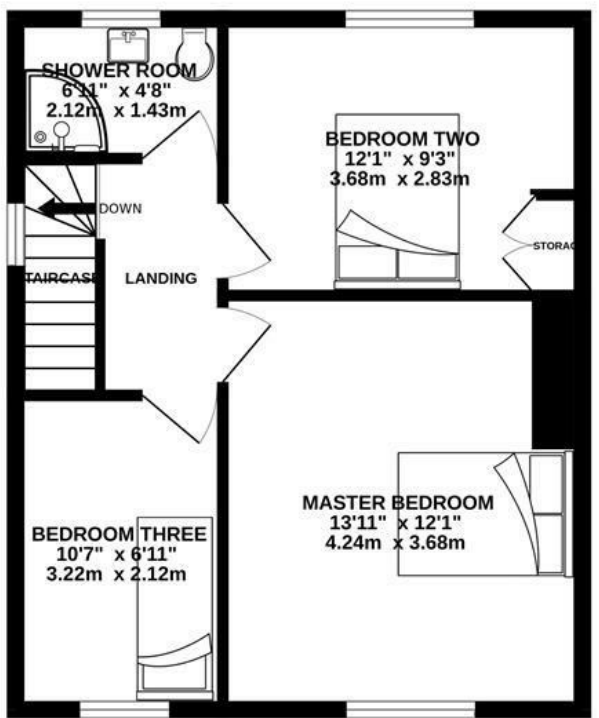 SHOWER ROOM
6'11" x 4'8"
2.12m x 1.43m
BEDROOM TWO
12'1" x 9'3"
3.68m x 2.83m
DOWN
STORAG
TAIRCASE
LANDING
MASTER BEDROOM
13'11" x 12'1"
4.24m x 3.68m
BEDROOM THREE
10'7" x 6'11"
3.22m x 2.12m